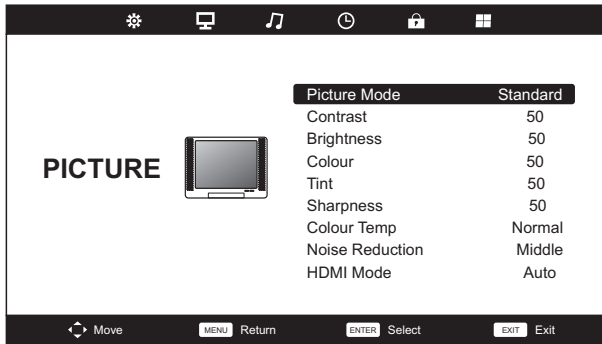 PICTURE
Picture Mode Standard
Contrast 50
Brightness 50
Colour 50
Tint 50
Sharpness 50
Colour Temp Normal
Noise Reduction Middle
HDMI Mode Auto
Move MENU Return ENTER Select EXIT Exit